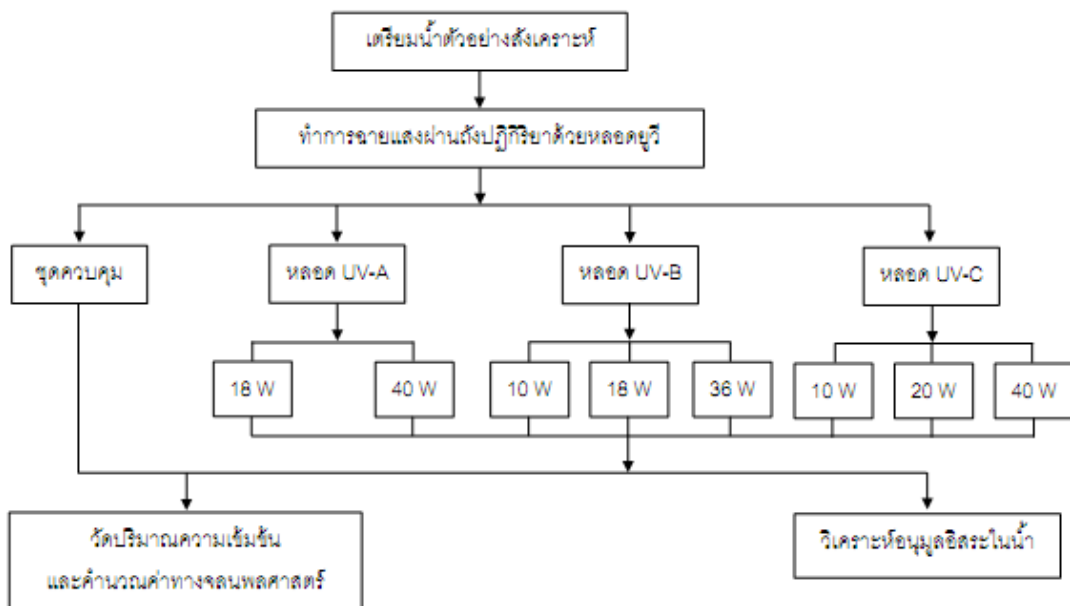 เตรียมน้ำตัวอย่างสังเคราะห์
ทำการฉายแสงผ่านถังปฏิกิริยาด้วยหลอดยูวี
ชุดควบคุม
หลอด UV-A
หลอด UV-B
หลอด UV-C
18 W
40 W
10 W
18 W
36 W
10 W
20 W
40 W
วัดปริมาณความเข้มข้น
และคำนวณค่าทางจลนพลศาสตร์
วิเคราะห์อนุมูลอิสระในน้ำ